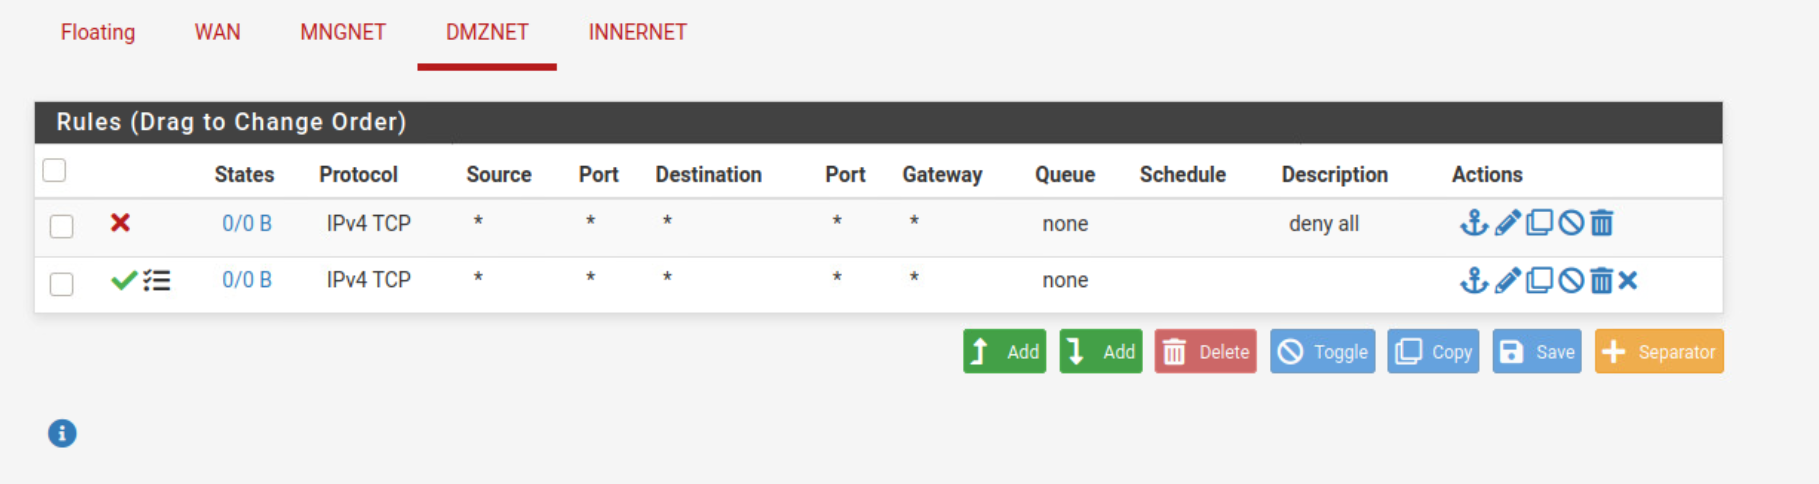 Floating WAN MNGNET DMZNET INNERNET
Rules (Drag to Change Order)
States Protocol Source Port Destination Port Gateway Queue Schedule Description Actions
0/0 B IPv4 TCP * * * * * none deny all
0/0 B IPv4 TCP * * * * * none
Add Add Delete Toggle Copy Save Separator